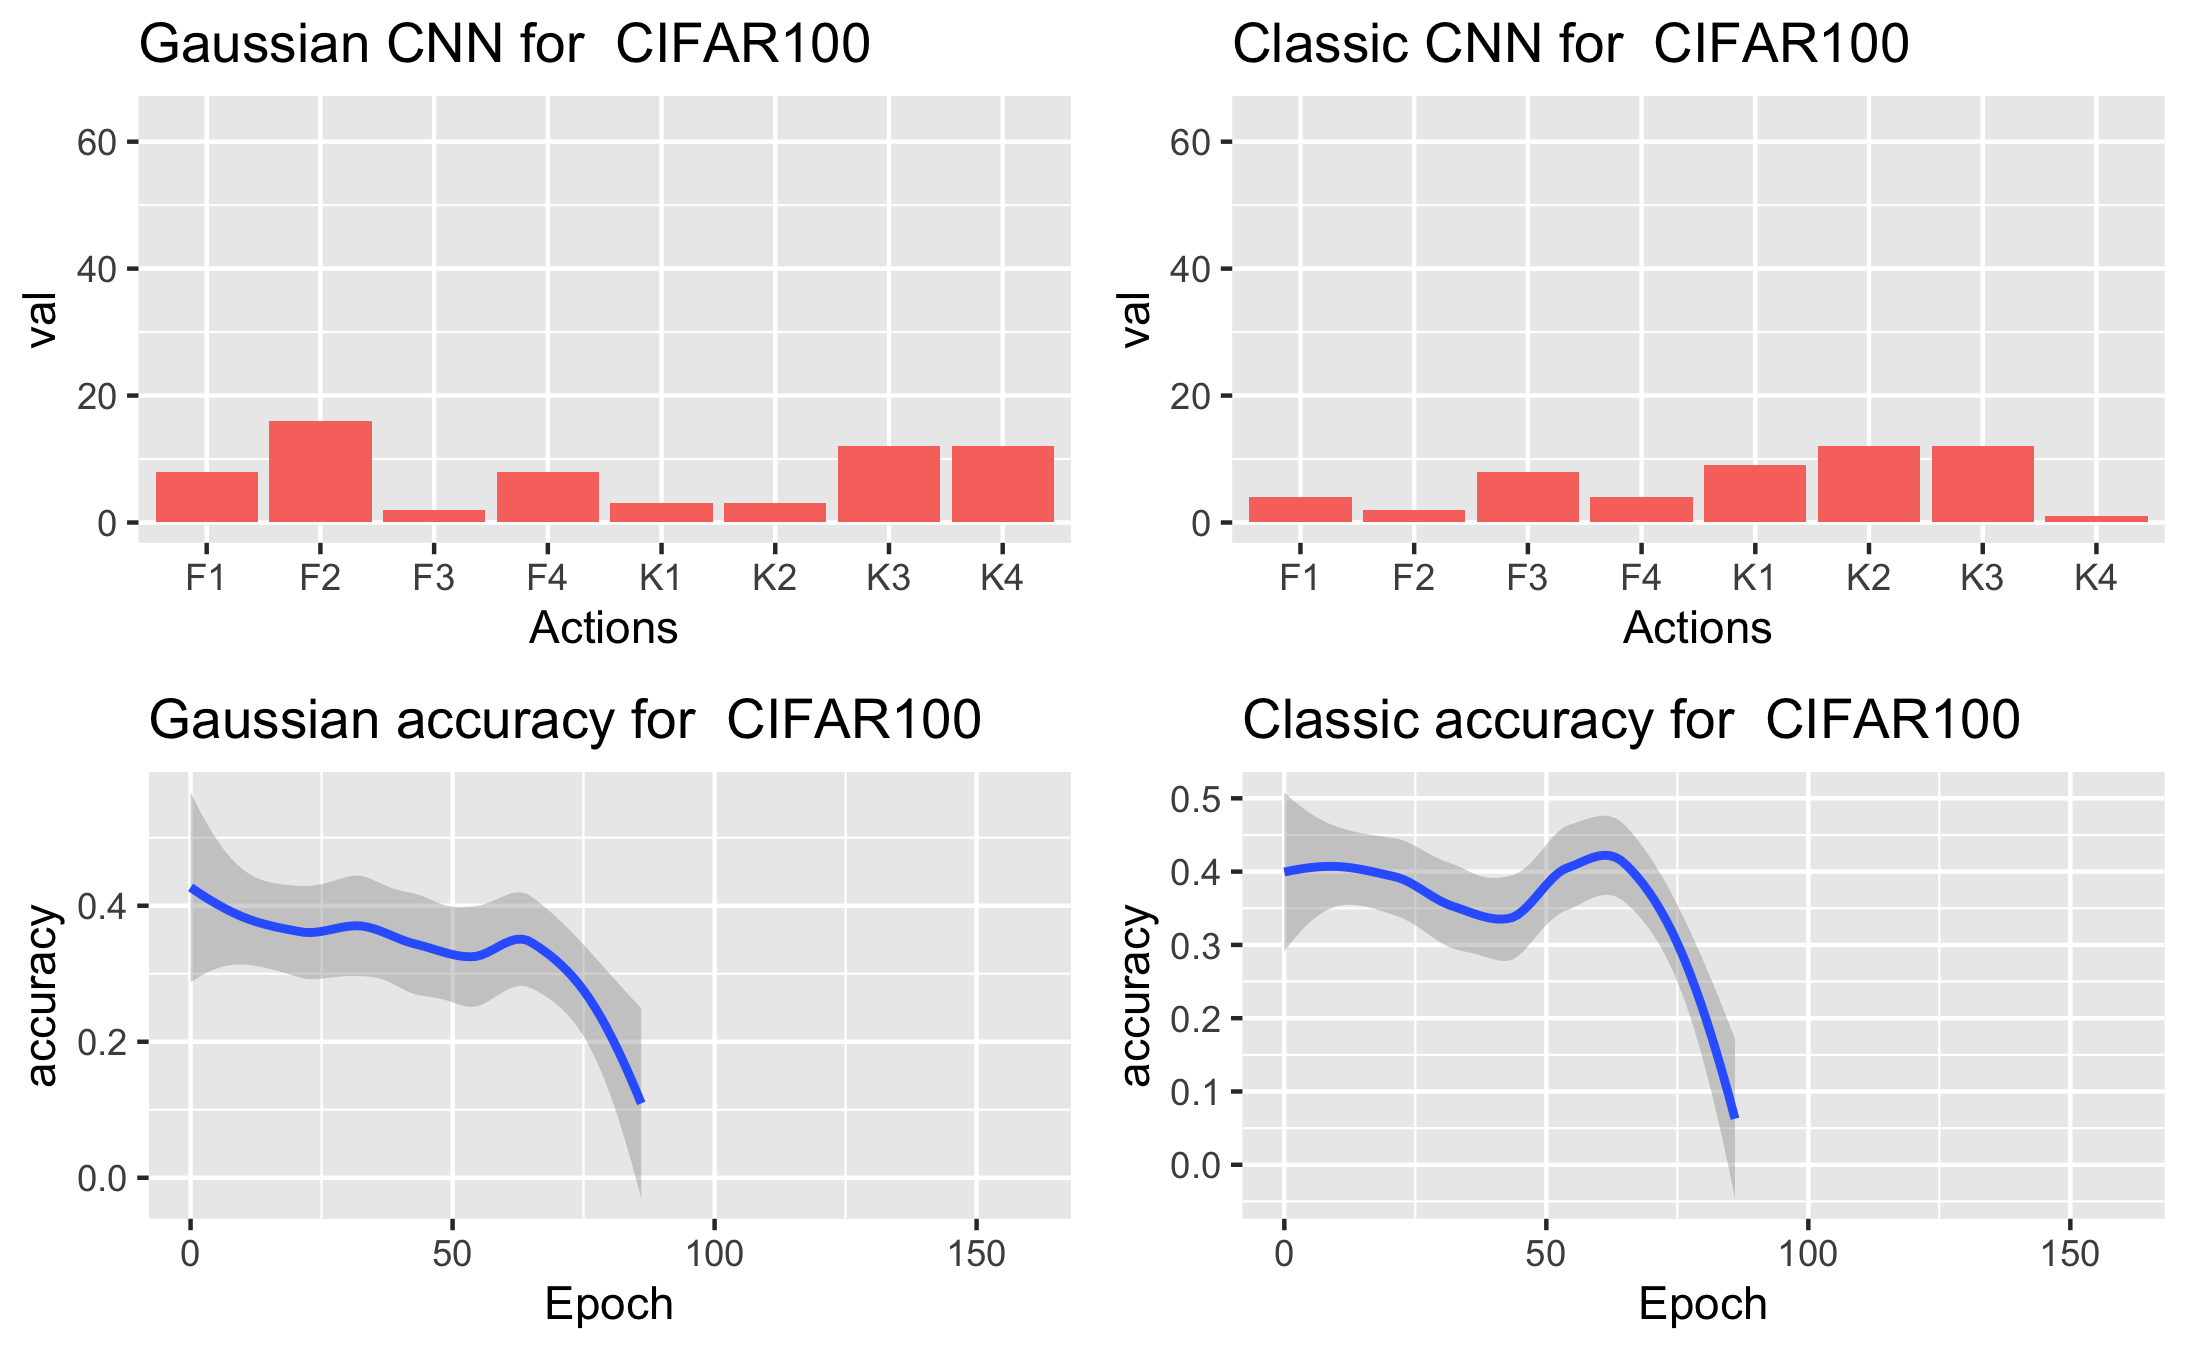 Gaussian CNN for  CIFAR100
val
60
40
20
0
F1 F2 F3 F4 K1 K2 K3 K4
Actions
Classic CNN for  CIFAR100
val
60
40
20
0
F1 F2 F3 F4 K1 K2 K3 K4
Actions
Gaussian accuracy for  CIFAR100
accuracy
0.4
0.2
0.0
0 50 100 150
Epoch
Classic accuracy for  CIFAR100
accuracy
0.5
0.4
0.3
0.2
0.1
0.0
0 50 100 150
Epoch